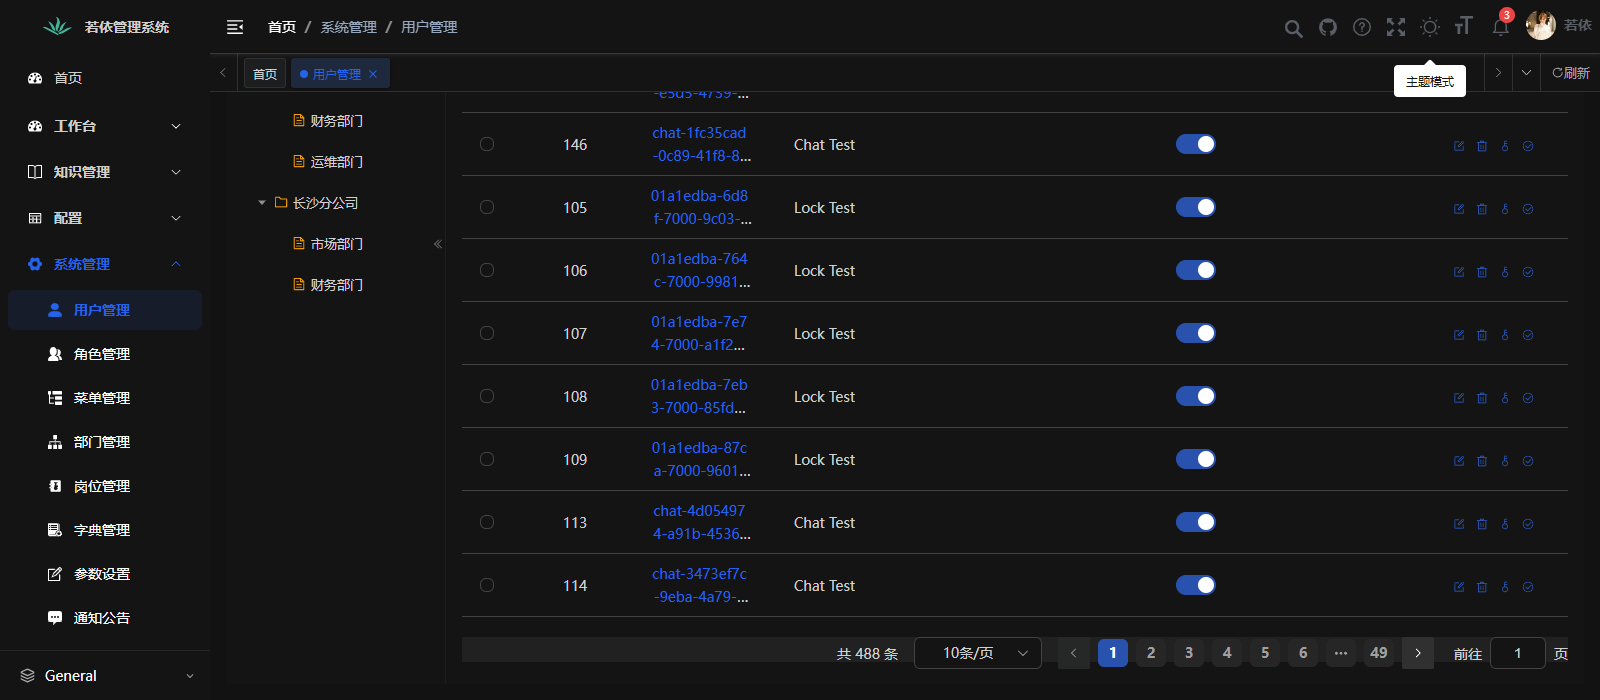 若依管理系统
首页 / 系统管理 / 用户管理
3
若依
首页
工作台
知识管理
配置
系统管理
用户管理
角色管理
菜单管理
部门管理
岗位管理
字典管理
参数设置
通知公告
General
首页
用户管理
刷新
主题模式
财务部门
运维部门
长沙分公司
市场部门
财务部门
-e5d5-4739-...
146
chat-1fc35cad
-0c89-41f8-8...
Chat Test
105
01a1edba-6d8
f-7000-9c03-...
Lock Test
106
01a1edba-764
c-7000-9981...
Lock Test
107
01a1edba-7e7
4-7000-a1f2...
Lock Test
108
01a1edba-7eb
3-7000-85fd...
Lock Test
109
01a1edba-87c
a-7000-9601...
Lock Test
113
chat-4d05497
4-a91b-4536...
Chat Test
114
chat-3473ef7c
-9eba-4a79-...
Chat Test
共 488 条
10条/页
1 2 3 4 5 6 ··· 49
前往 1 页